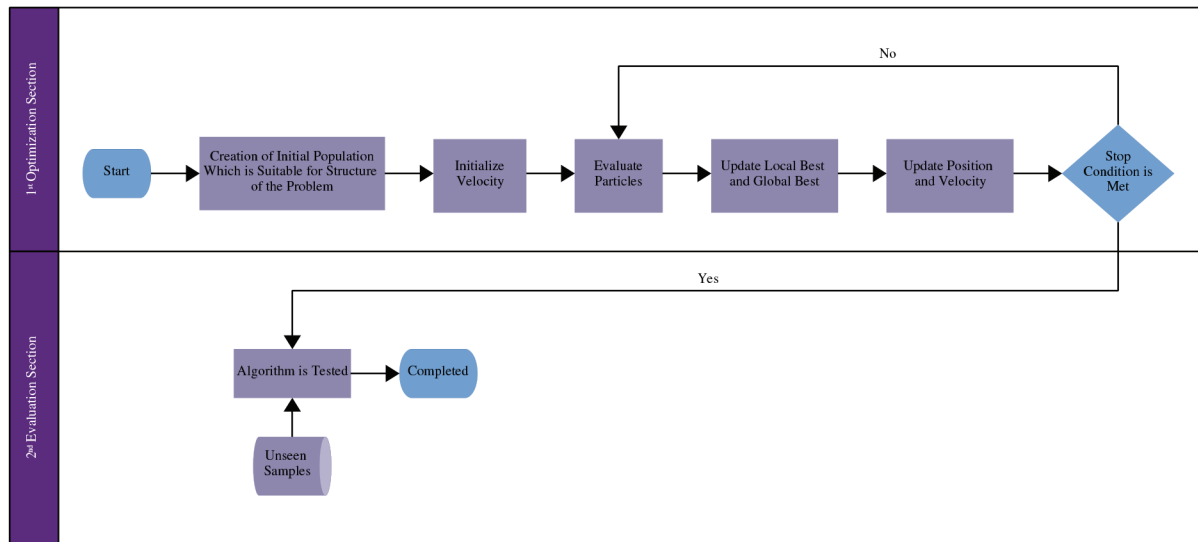 1st Optimization Section
Start
Creation of Initial Population
Which is Suitable for Structure
of the Problem
Initialize
Velocity
Evaluate
Particles
Update Local Best
and Global Best
Update Position
and Velocity
Stop
Condition is
Met
No
Yes
2nd Evaluation Section
Algorithm is Tested
Completed
Unseen
Samples